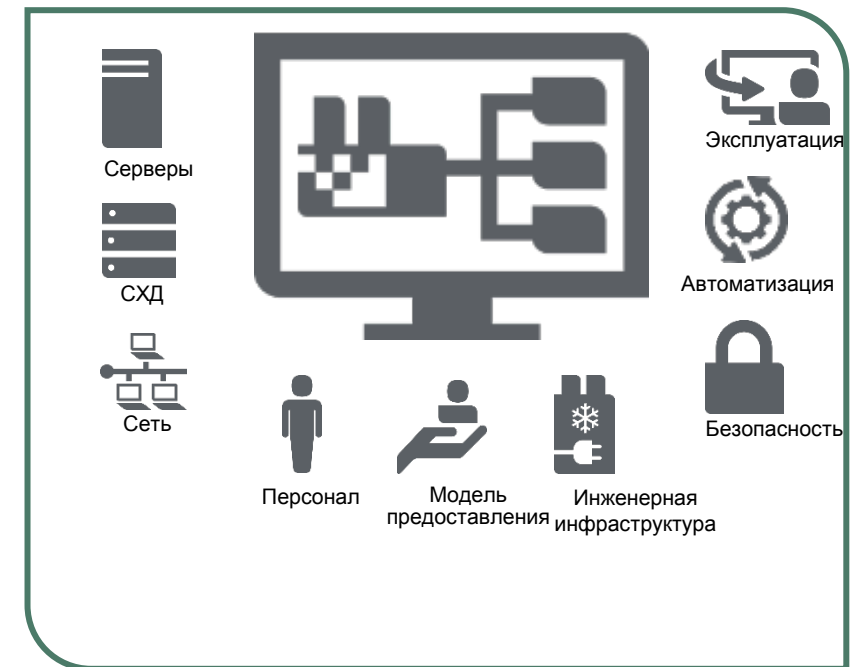 Серверы
СХД
Сеть
Персонал
Модель
предоставления
Инженерная
инфраструктура
Эксплуатация
Автоматизация
Безопасность